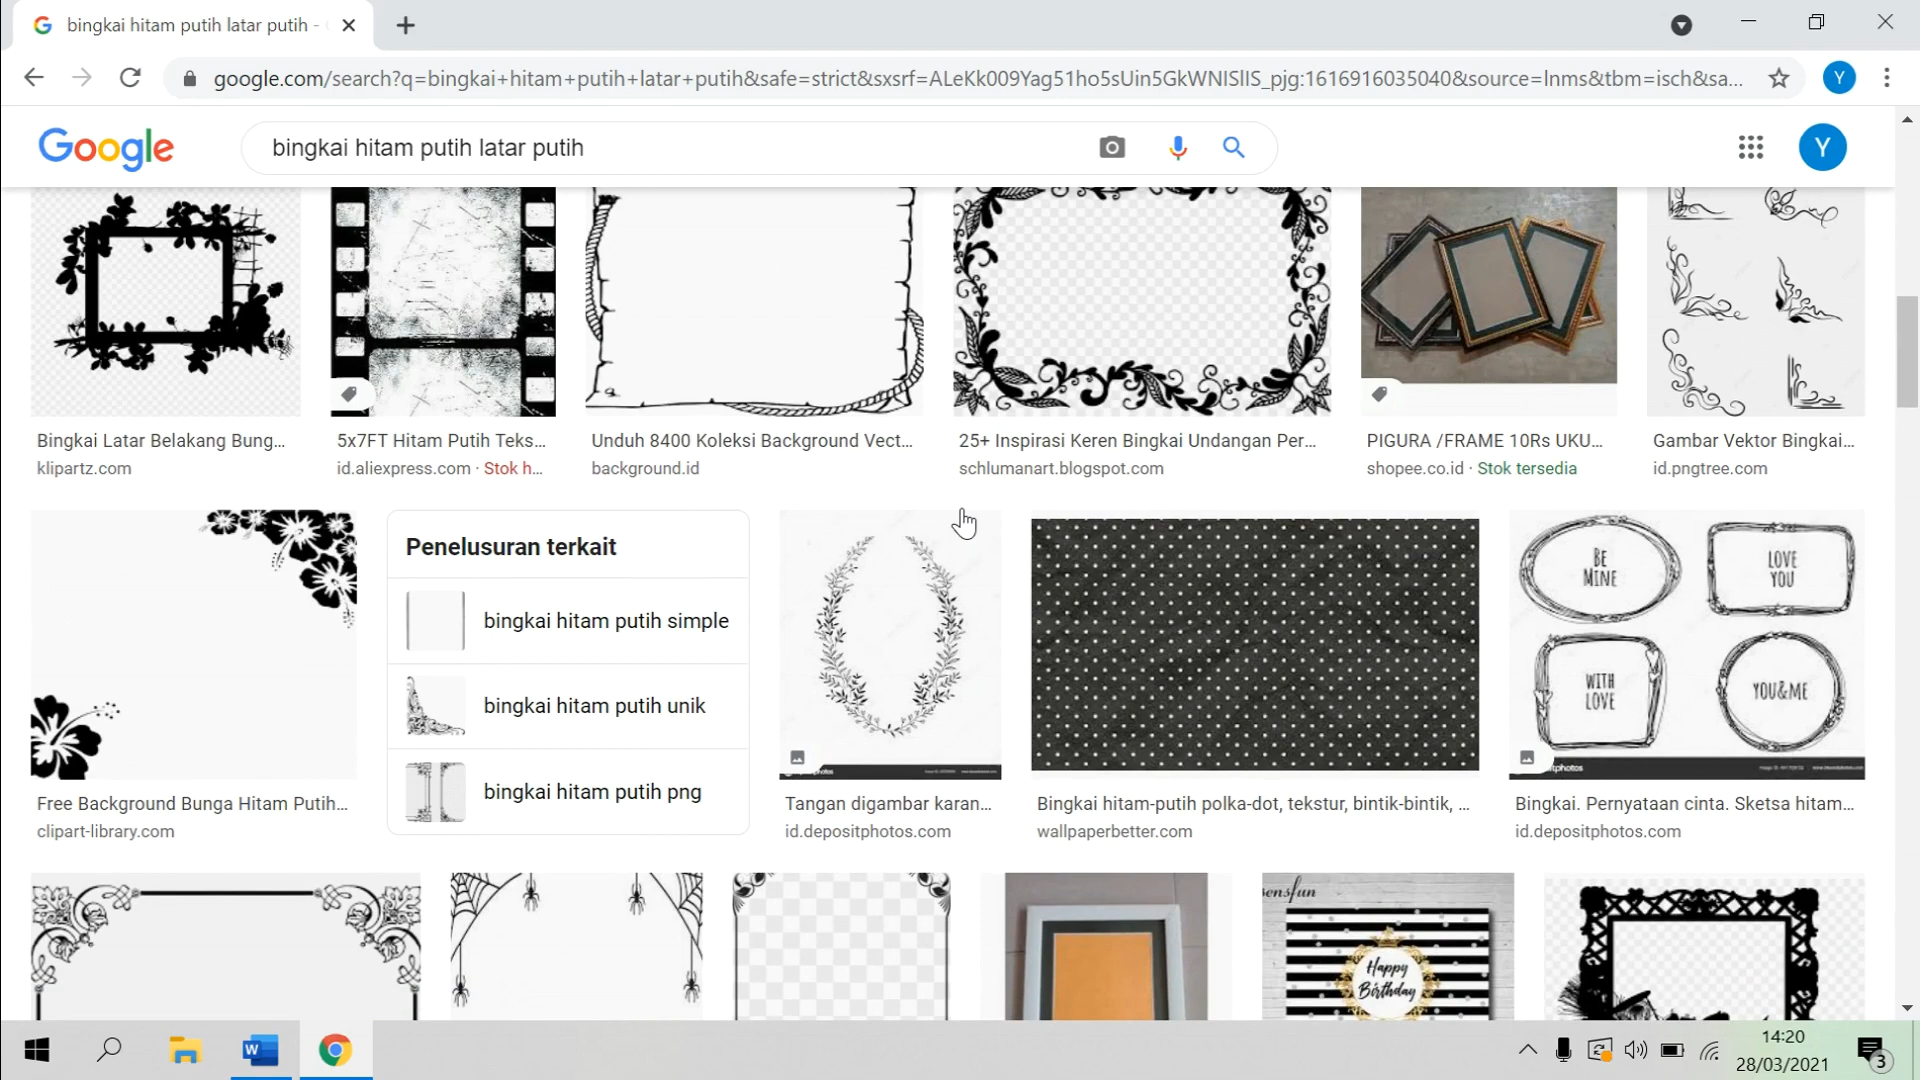 bingkai hitam putih latar putih -
google.com/search?q=bingkai+hitam+putih+latar+putih&safe=strict&sxsrf=ALeKk009Yag51ho5sUin5GkWNISlIS_pjg:1616916035040&source=lnms&tbm=isch&sa...
Y
Google
bingkai hitam putih latar putih
Y
Bingkai Latar Belakang Bung...
klipartz.com
5x7FT Hitam Putih Teks...
id.aliexpress.com · Stok h...
Unduh 8400 Koleksi Background Vect...
background.id
25+ Inspirasi Keren Bingkai Undangan Per...
schlumanart.blogspot.com
PIGURA /FRAME 10Rs UKU...
shopee.co.id · Stok tersedia
Gambar Vektor Bingkai...
id.pngtree.com
Free Background Bunga Hitam Putih...
clipart-library.com
Penelusuran terkait
bingkai hitam putih simple
bingkai hitam putih unik
bingkai hitam putih png
Tangan digambar karan...
id.depositphotos.com
Bingkai hitam-putih polka-dot, tekstur, bintik-bintik, ...
wallpaperbetter.com
BE
MINE
LOVE
YOU
WITH
LOVE
YOU&ME
Bingkai. Pernyataan cinta. Sketsa hitam...
id.depositphotos.com
sensfun
Happy
Birthday
W
14:20
28/03/2021
3